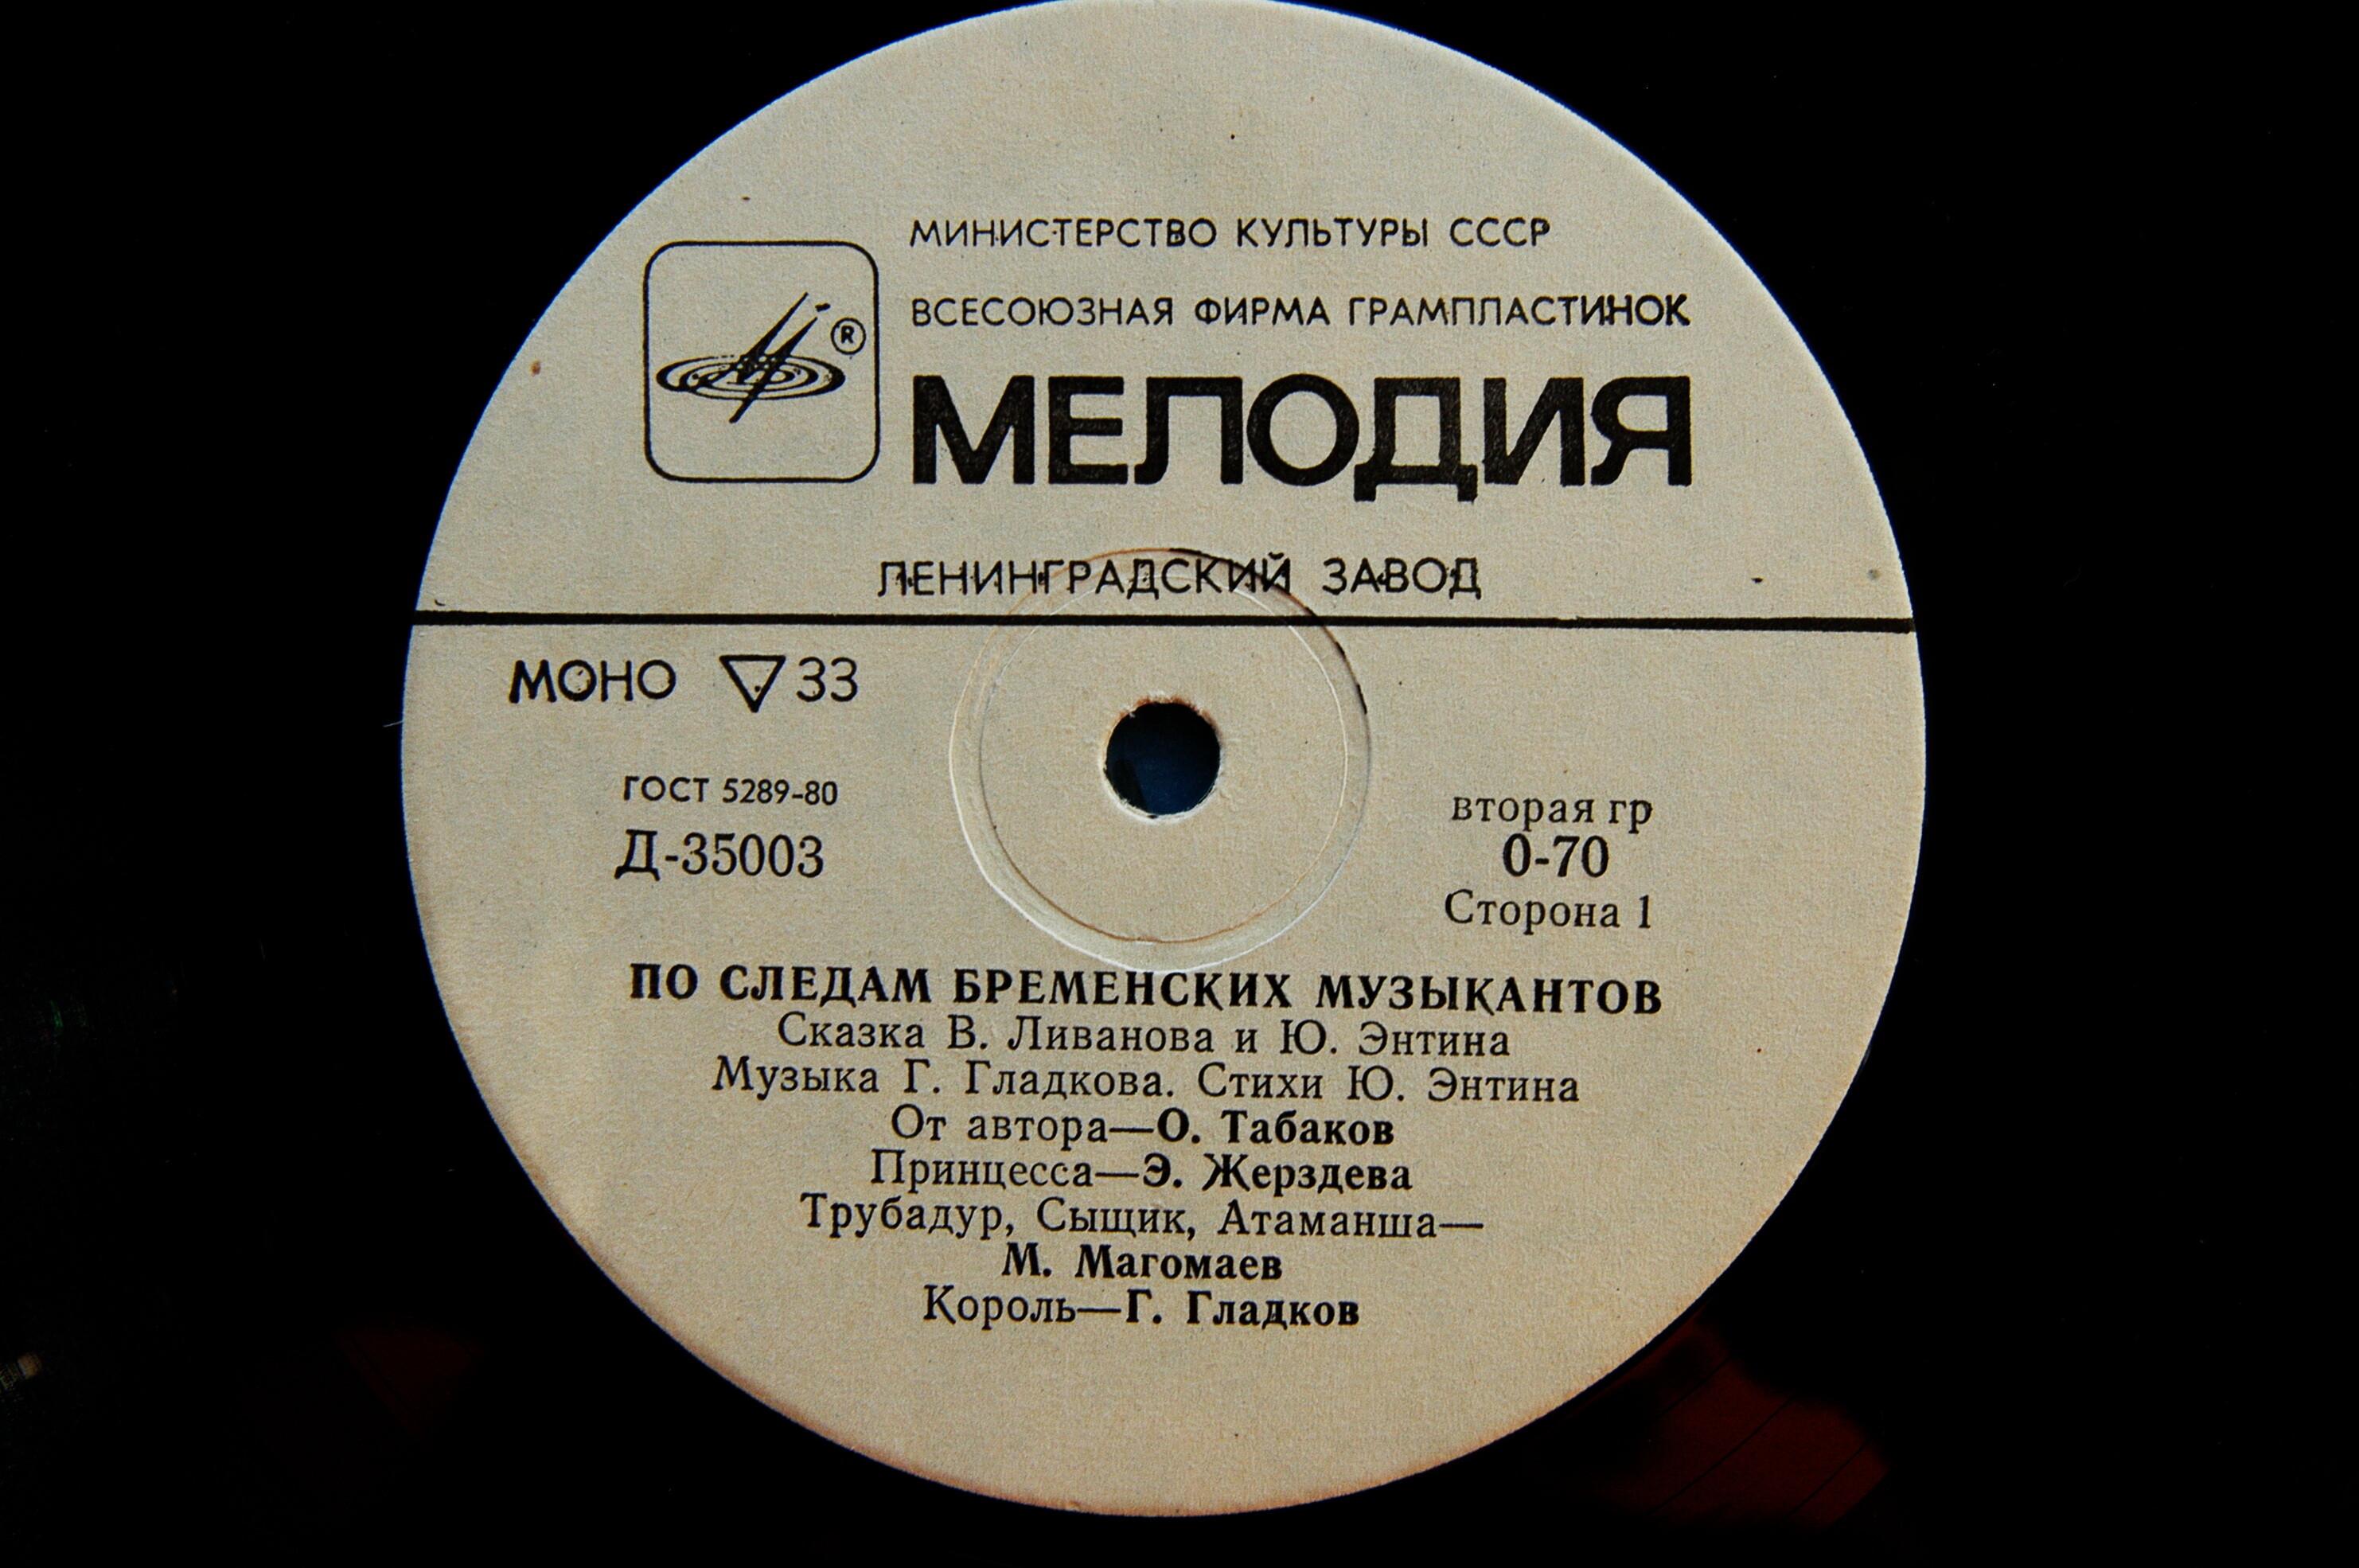 МИНИСТЕРСТВО КУЛЬТУРЫ СССР
ВСЕСОЮЗНАЯ ФИРМА ГРАМПЛАСТИНОК
®
МЕЛОДИЯ
ЛЕНИНГРАДСКИЙ ЗАВОД
МОНО 33
ГОСТ 5289-80
Д-35003
вторая гр
0-70
Сторона 1
ПО СЛЕДАМ БРЕМЕНСКИХ МУЗЫКАНТОВ
Сказка В. Ливанова и Ю. Энтина
Музыка Г. Гладкова. Стихи Ю. Энтина
От автора—О. Табаков
Принцесса—Э. Жерздева
Трубадур, Сыщик, Атаманша—
М. Магомаев
Король—Г. Гладков